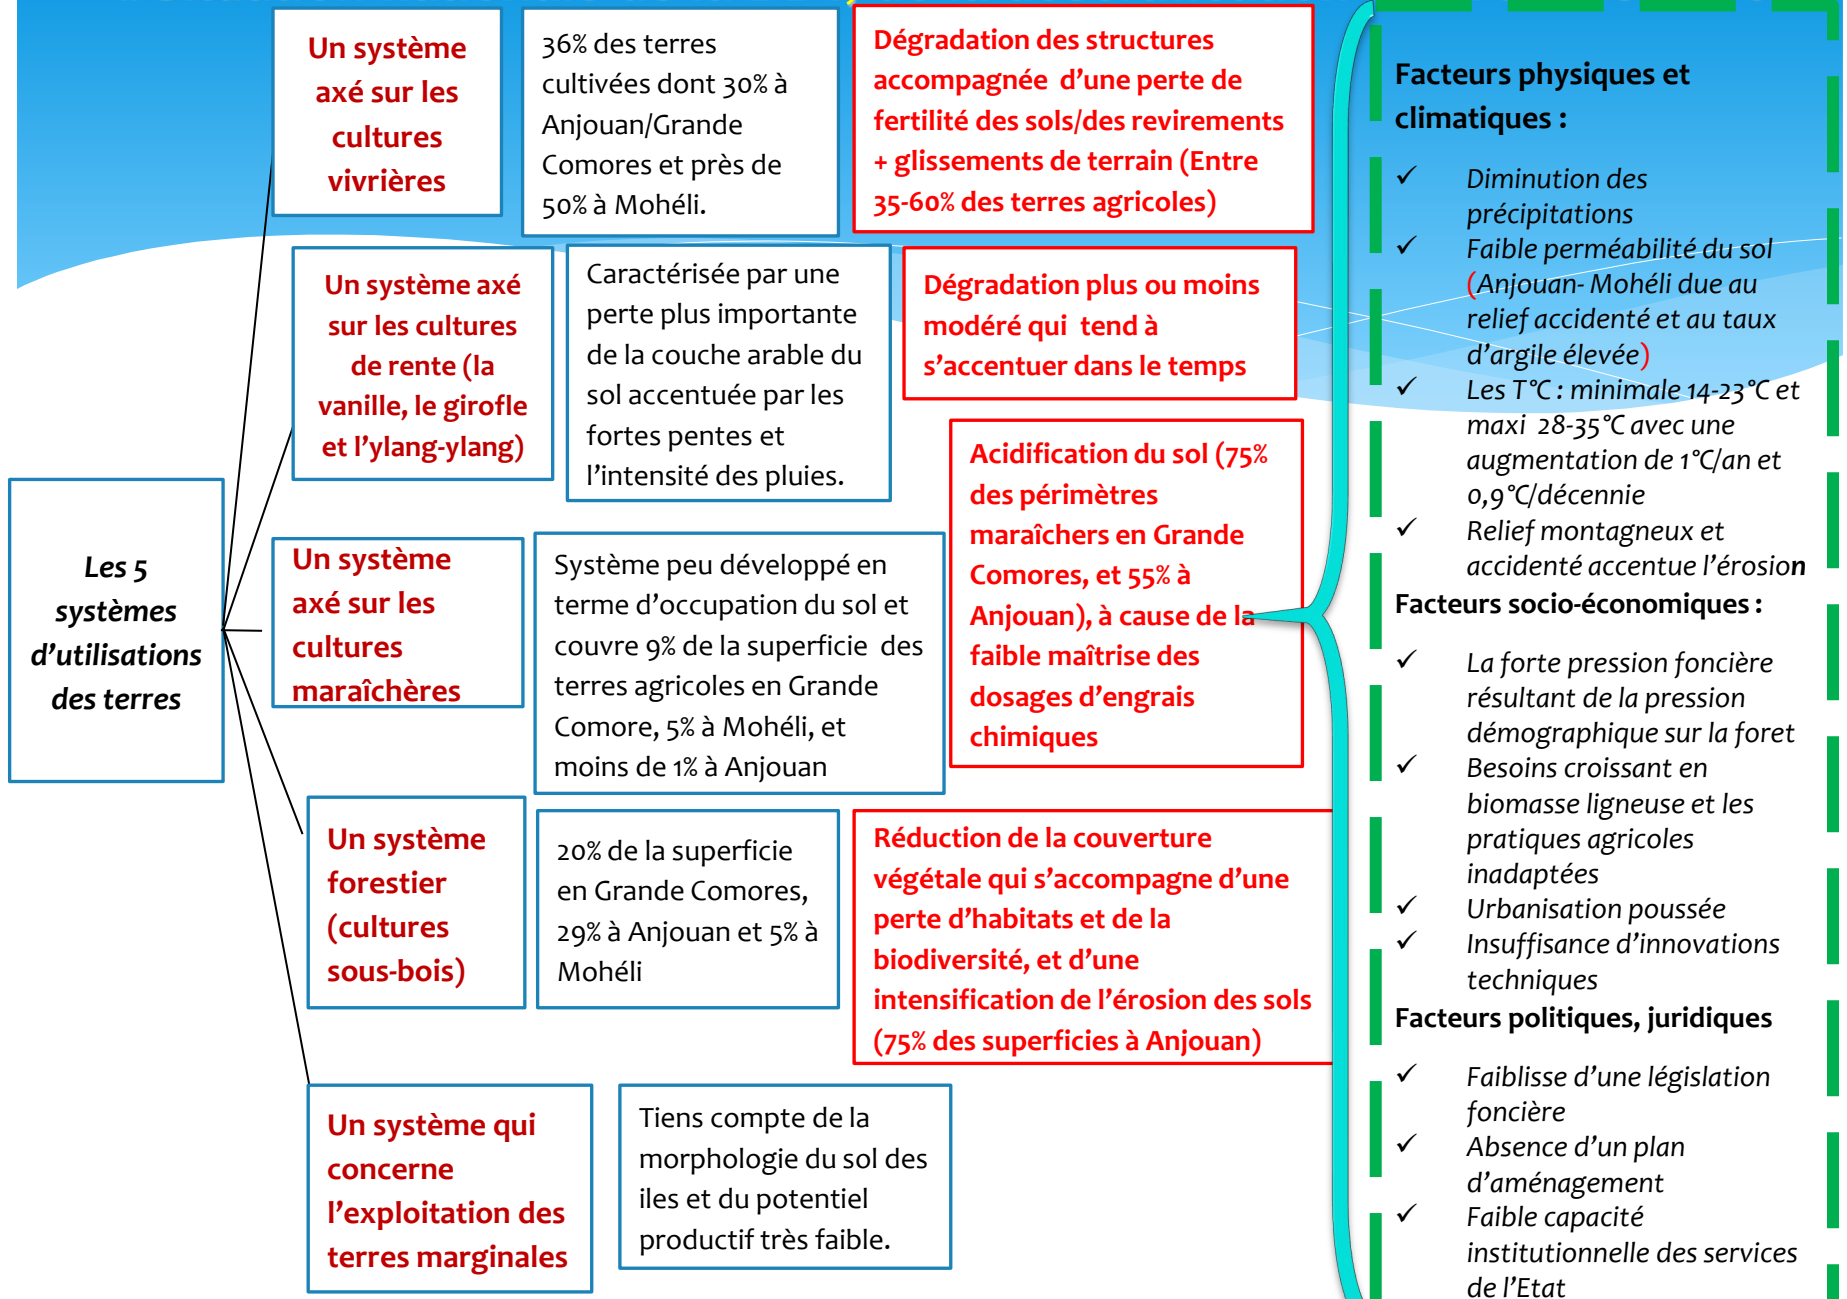 Les 5
systèmes
d'utilisations
des terres
Un système
axé sur les
cultures
vivrières
36% des terres
cultivées dont 30% à
Anjouan/Grande
Comores et près de
50% à Mohéli.
Dégradation des structures
accompagnée d'une perte de
fertilité des sols/des revirements
+ glissements de terrain (Entre
35-60% des terres agricoles)
Un système axé
sur les cultures
de rente (la
vanille, le girofle
et l'ylang-ylang)
Caractérisée par une
perte plus importante
de la couche arable du
sol accentuée par les
fortes pentes et
l'intensité des pluies.
Dégradation plus ou moins
modéré qui tend à
s'accentuer dans le temps
Un système
axé sur les
cultures
maraîchères
Système peu développé en
terme d'occupation du sol et
couvre 9% de la superficie des
terres agricoles en Grande
Comore, 5% à Mohéli, et
moins de 1% à Anjouan
Acidification du sol (75%
des périmètres
maraîchers en Grande
Comores, et 55% à
Anjouan), à cause de la
faible maîtrise des
dosages d'engrais
chimiques
Un système
forestier
(cultures
sous-bois)
20% de la superficie
en Grande Comores,
29% à Anjouan et 5% à
Mohéli
Réduction de la couverture
végétale qui s'accompagne d'une
perte d'habitats et de la
biodiversité, et d'une
intensification de l'érosion des sols
(75% des superficies à Anjouan)
Un système qui
concerne
l'exploitation des
terres marginales
Tiens compte de la
morphologie du sol des
iles et du potentiel
productif très faible.
Facteurs physiques et
climatiques :
✓ Diminution des
précipitations
✓ Faible perméabilité du sol
(Anjouan- Mohéli due au
relief accidenté et au taux
d'argile élevée)
✓ Les T°C : minimale 14-23°C et
maxi 28-35°C avec une
augmentation de 1°C/an et
0,9°C/décennie
✓ Relief montagneux et
accidenté accentue l'érosion
Facteurs socio-économiques :
✓ La forte pression foncière
résultant de la pression
démographique sur la foret
✓ Besoins croissant en
biomasse ligneuse et les
pratiques agricoles
inadaptées
✓ Urbanisation poussée
✓ Insuffisance d'innovations
techniques
Facteurs politiques, juridiques
✓ Faiblisse d'une législation
foncière
✓ Absence d'un plan
d'aménagement
✓ Faible capacité
institutionnelle des services
de l'Etat